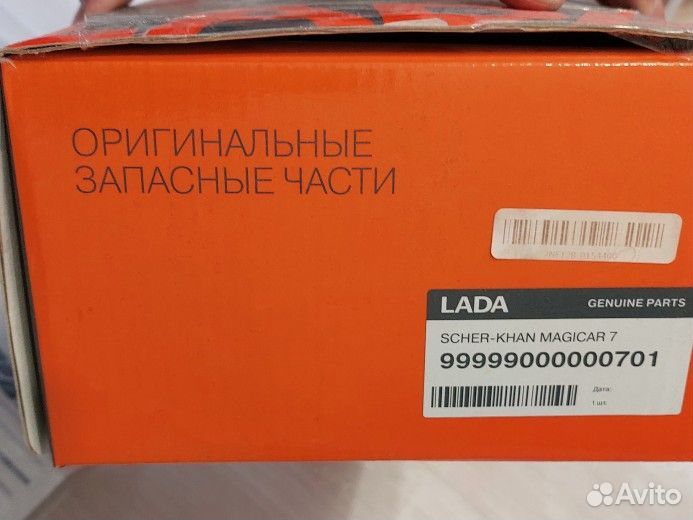 ОРИГИНАЛЬНЫЕ
ЗАПАСНЫЕ ЧАСТИ
LADA GENUINE PARTS
SCHER-KHAN MAGICAR 7
99999000000701
Дата:
1 шт.
Avito